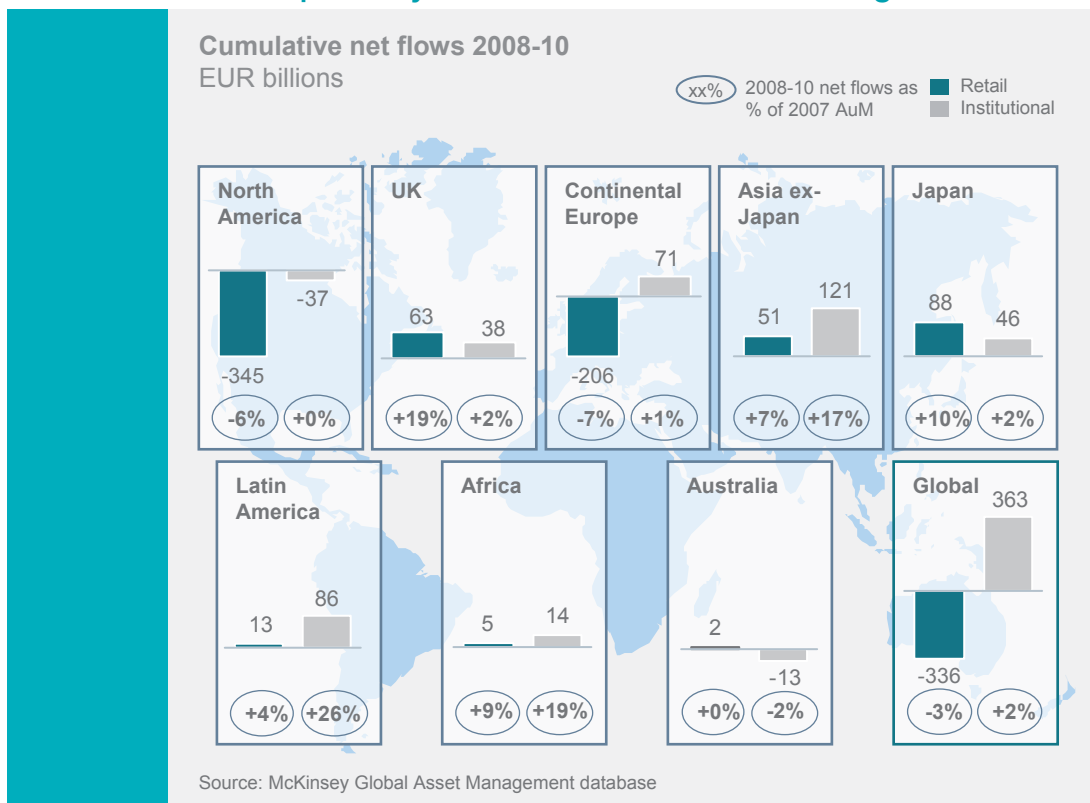 Cumulative net flows 2008-10
EUR billions
xx%
2008-10 net flows as
% of 2007 AuM
Retail
Institutional
North
America
-37
-345
-6%
+0%
UK
63
38
+19%
+2%
Continental
Europe
71
-206
-7%
+1%
Asia ex-
Japan
51
121
+7%
+17%
Japan
88
46
+10%
+2%
Latin
America
13
86
+4%
+26%
Africa
5
14
+9%
+19%
Australia
2
-13
+0%
-2%
Global
363
-336
-3%
+2%
Source: McKinsey Global Asset Management database